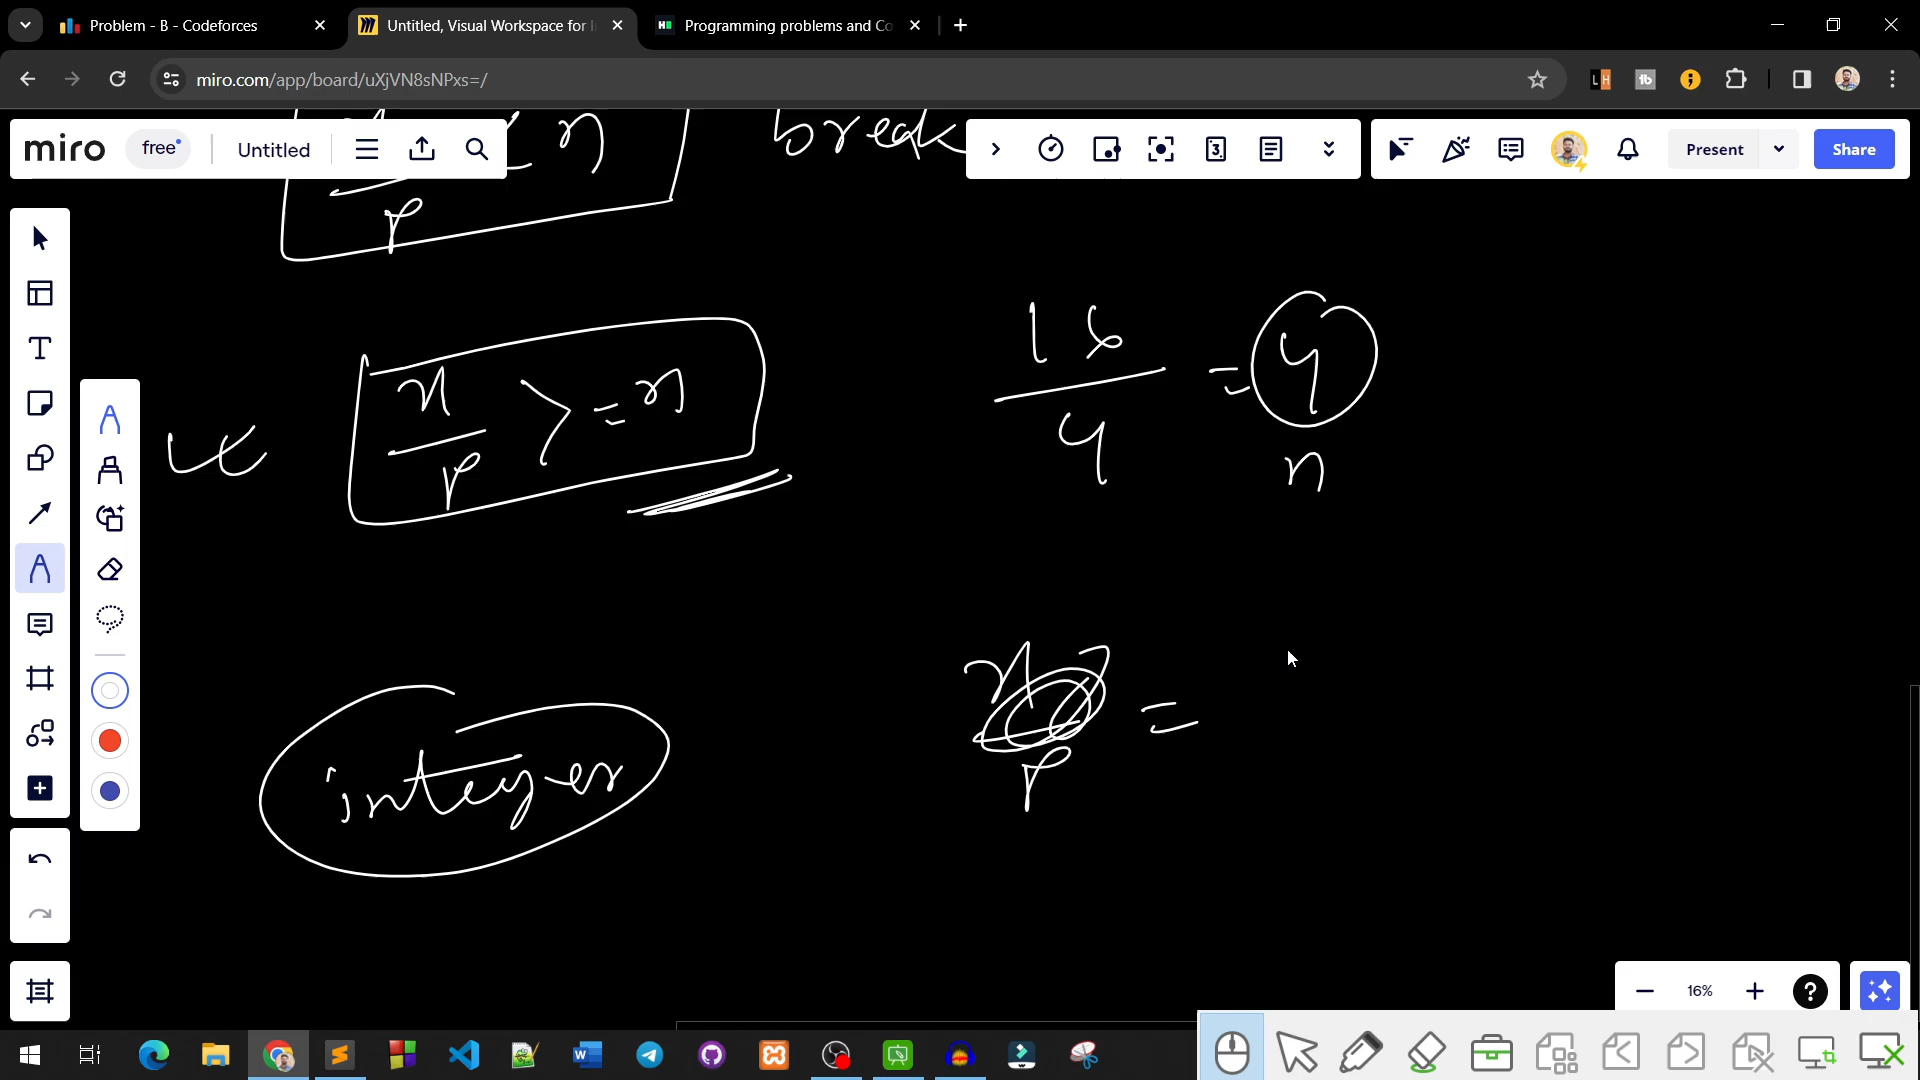 Problem - B - Codeforces
Untitled, Visual Workspace for I
Programming problems and Co
miro.com/app/board/uXjVN8sNPxs=/
miro free Untitled
Present Share
n break
p
x
p >= n
16
4 = 4
n
integer
x
p =
16%